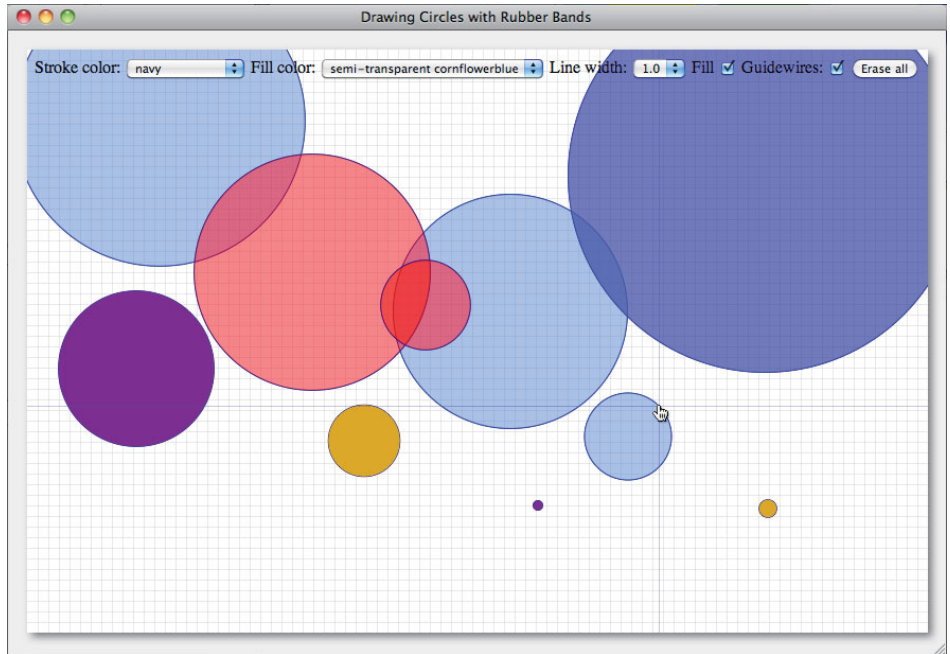 Drawing Circles with Rubber Bands
Stroke color: navy Fill color: semi-transparent cornflowerblue Line width: 1.0 Fill Guidewires: Erase all